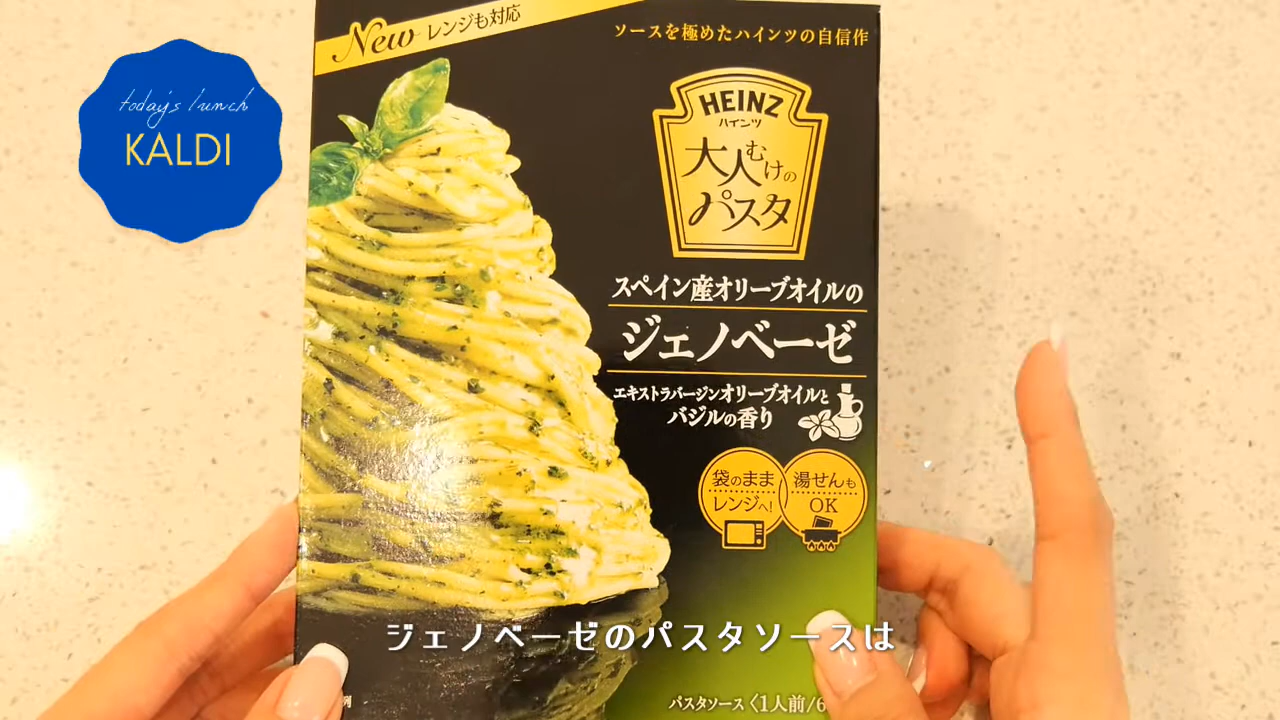 New レンジも対応
ソースを極めたハインツの自信作
today's lunch
KALDI
HEINZ
ハインツ
大人むけの
パスタ
スペイン産オリーブオイルの
ジェノベーゼ
エキストラバージンオリーブオイルと
バジルの香り
袋のまま
レンジへ!
湯せんも
OK
ジェノベーゼのパスタソースは
例
パスタソース〈1人前/6